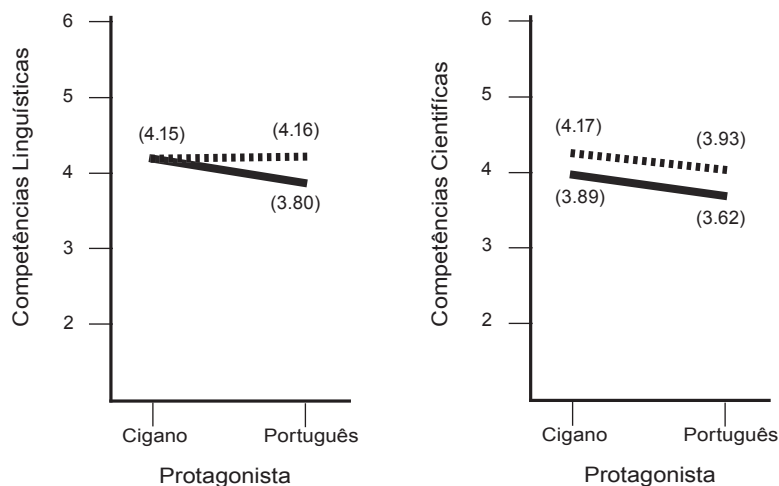 Competências Linguísticas
6
5
4
3
2
(4.15)
(4.16)
(3.80)
Cigano
Português
Protagonista
Competências Científicas
6
5
4
3
2
(4.17)
(3.93)
(3.89)
(3.62)
Cigano
Português
Protagonista